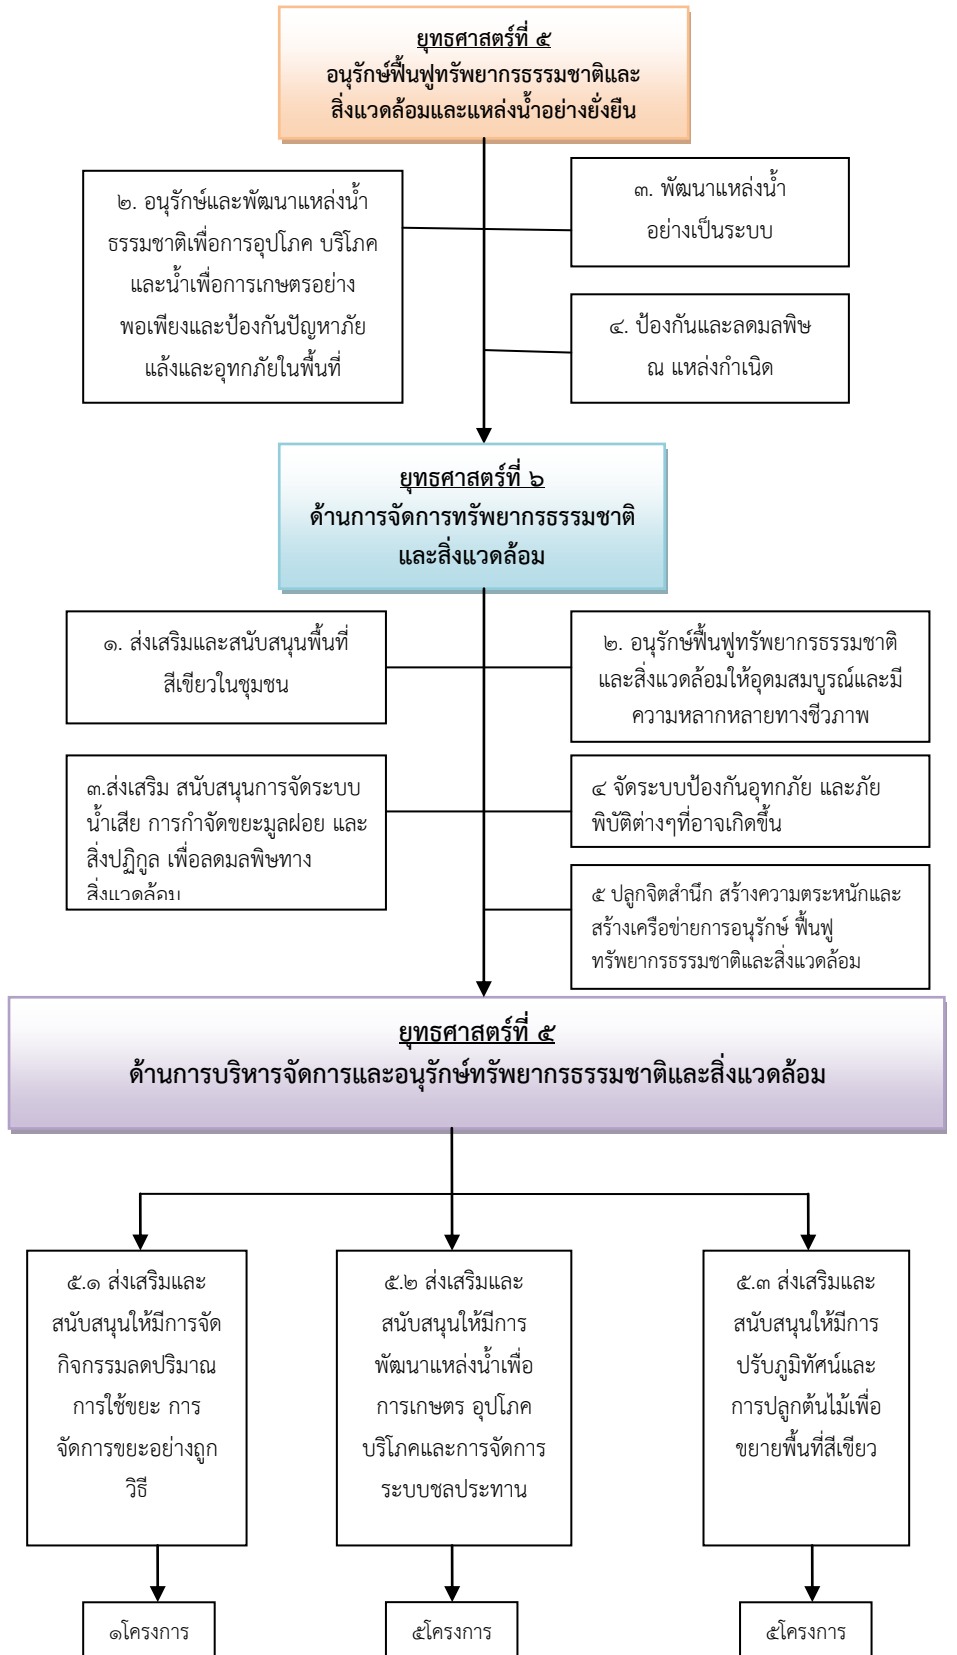 ยุทธศาสตร์ที่ ๕
อนุรักษ์ฟื้นฟูทรัพยากรธรรมชาติและ
สิ่งแวดล้อมและแหล่งน้ำอย่างยั่งยืน
๒. อนุรักษ์และพัฒนาแหล่งน้ำ
ธรรมชาติเพื่อการอุปโภค บริโภค
และน้ำเพื่อการเกษตรอย่าง
พอเพียงและป้องกันปัญหาภัย
แล้งและอุทกภัยในพื้นที่
๓. พัฒนาแหล่งน้ำ
อย่างเป็นระบบ
๔. ป้องกันและลดมลพิษ
ณ แหล่งกำเนิด
ยุทธศาสตร์ที่ ๖
ด้านการจัดการทรัพยากรธรรมชาติ
และสิ่งแวดล้อม
๑. ส่งเสริมและสนับสนุนพื้นที่
สีเขียวในชุมชน
๒. อนุรักษ์ฟื้นฟูทรัพยากรธรรมชาติ
และสิ่งแวดล้อมให้อุดมสมบูรณ์และมี
ความหลากหลายทางชีวภาพ
๓.ส่งเสริม สนับสนุนการจัดระบบ
น้ำเสีย การกำจัดขยะมูลฝอย และ
สิ่งปฏิกูล เพื่อลดมลพิษทาง
สิ่งแวดล้อม
๔ จัดระบบป้องกันอุทกภัย และภัย
พิบัติต่างๆที่อาจเกิดขึ้น
๕ ปลูกจิตสำนึก สร้างความตระหนักและ
สร้างเครือข่ายการอนุรักษ์ ฟื้นฟู
ทรัพยากรธรรมชาติและสิ่งแวดล้อม
ยุทธศาสตร์ที่ ๕
ด้านการบริหารจัดการและอนุรักษ์ทรัพยากรธรรมชาติและสิ่งแวดล้อม
๕.๑ ส่งเสริมและ
สนับสนุนให้มีการจัด
กิจกรรมลดปริมาณ
การใช้ขยะ การ
จัดการขยะอย่างถูก
วิธี
๕.๒ ส่งเสริมและ
สนับสนุนให้มีการ
พัฒนาแหล่งน้ำเพื่อ
การเกษตร อุปโภค
บริโภคและการจัดการ
ระบบชลประทาน
๕.๓ ส่งเสริมและ
สนับสนุนให้มีการ
ปรับภูมิทัศน์และ
การปลูกต้นไม้เพื่อ
ขยายพื้นที่สีเขียว
๑โครงการ
๕โครงการ
๕โครงการ